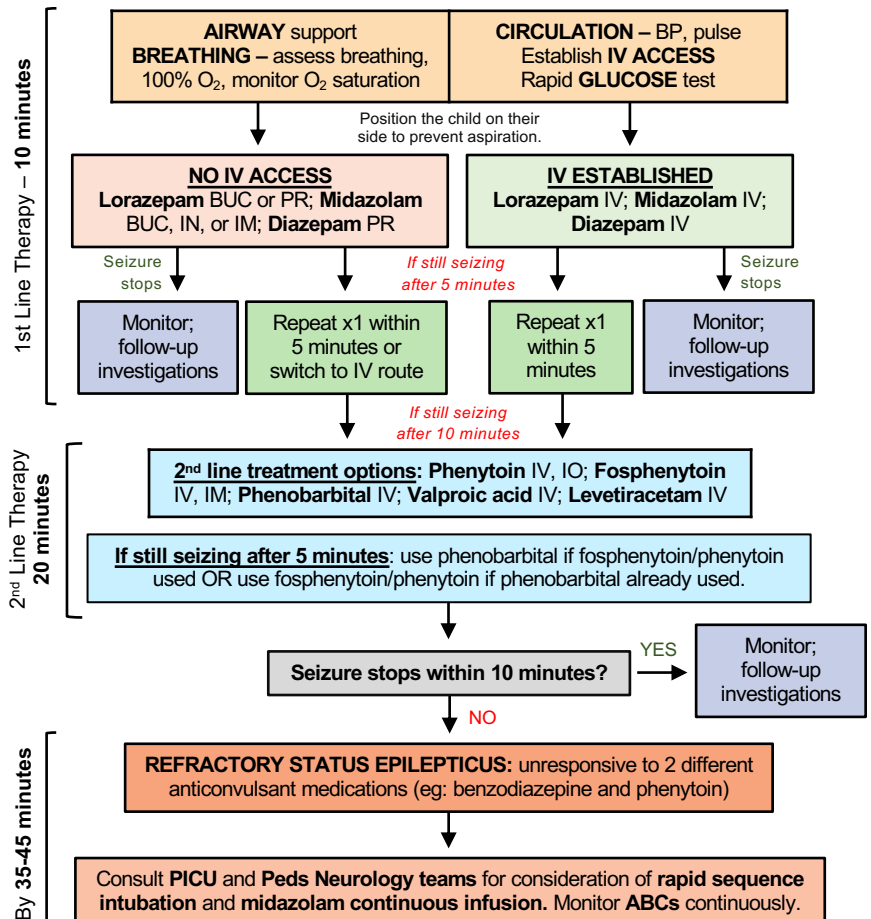 AIRWAY support
BREATHING – assess breathing,
100% O₂, monitor O₂ saturation
CIRCULATION – BP, pulse
Establish IV ACCESS
Rapid GLUCOSE test
1st Line Therapy – 10 minutes
Position the child on their
side to prevent aspiration.
NO IV ACCESS
Lorazepam BUC or PR; Midazolam
BUC, IN, or IM; Diazepam PR
IV ESTABLISHED
Lorazepam IV; Midazolam IV;
Diazepam IV
Seizure
stops
If still seizing
after 5 minutes
Seizure
stops
Monitor;
follow-up
investigations
Repeat x1 within
5 minutes or
switch to IV route
Repeat x1
within 5
minutes
Monitor;
follow-up
investigations
If still seizing
after 10 minutes
2nd Line Therapy
20 minutes
2nd line treatment options: Phenytoin IV, IO; Fosphenytoin
IV, IM; Phenobarbital IV; Valproic acid IV; Levetiracetam IV
If still seizing after 5 minutes: use phenobarbital if fosphenytoin/phenytoin
used OR use fosphenytoin/phenytoin if phenobarbital already used.
Seizure stops within 10 minutes?
YES
Monitor;
follow-up
investigations
NO
By 35-45 minutes
REFRACTORY STATUS EPILEPTICUS: unresponsive to 2 different
anticonvulsant medications (eg: benzodiazepine and phenytoin)
Consult PICU and Peds Neurology teams for consideration of rapid sequence
intubation and midazolam continuous infusion. Monitor ABCs continuously.